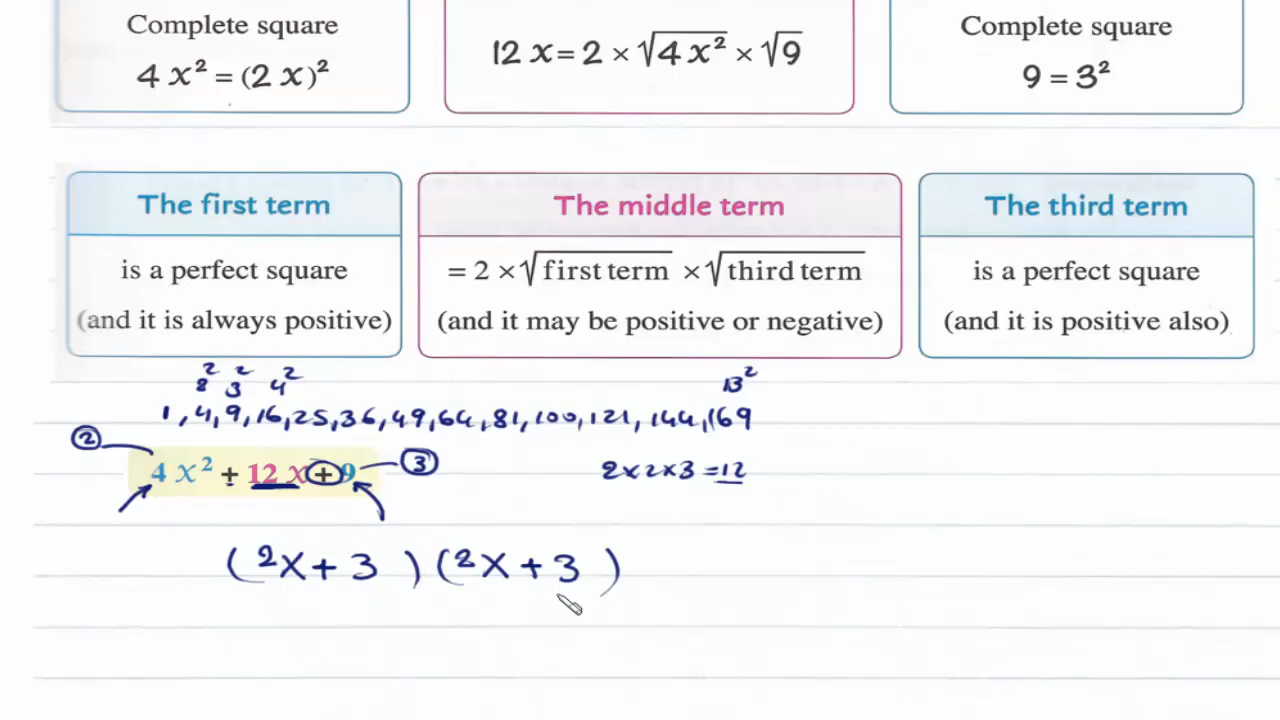 Complete square
4 x² = (2 x)²
12 x = 2 × √4 x² × √9
Complete square
9 = 3²
The first term
is a perfect square
(and it is always positive)
The middle term
= 2 × √first term × √third term
(and it may be positive or negative)
The third term
is a perfect square
(and it is positive also)
2² 3² 4² 13²
1, 4, 9, 16, 25, 36, 49, 64, 81, 100, 121, 144, 169
② 4 x² + 12 x + 9 ③ 2 × 2 × 3 = 12
(2x + 3) (2x + 3)